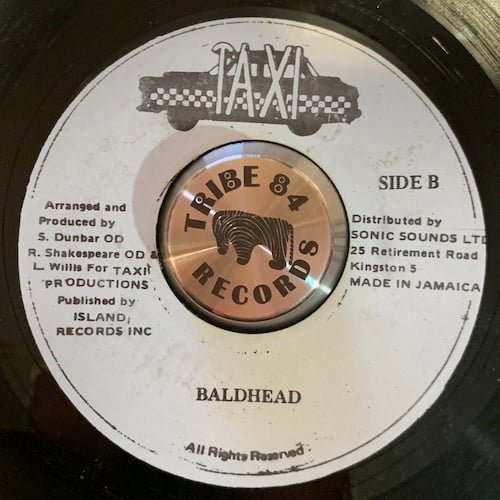 TAXI
SIDE B
Arranged and
Produced by
S. Dunbar OD
R. Shakespeare OD &
L. Willis For TAXI
PRODUCTIONS
Published by
ISLAND
RECORDS INC
TRIBE 84
RECORDS
Distributed by
SONIC SOUNDS LTD
25 Retirement Road
Kingston 5
MADE IN JAMAICA
BALDHEAD
All Rights Reserved